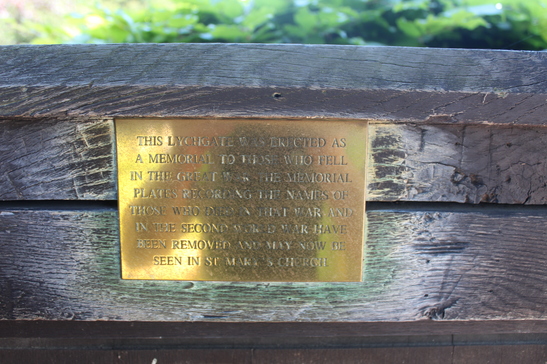 THIS LYCHGATE WAS ERECTED AS
A MEMORIAL TO THOSE WHO FELL
IN THE GREAT WAR. THE MEMORIAL
PLATES RECORDING THE NAMES OF
THOSE WHO DIED IN THAT WAR AND
IN THE SECOND WORLD WAR HAVE
BEEN REMOVED AND MAY NOW BE
SEEN IN ST MARY'S CHURCH